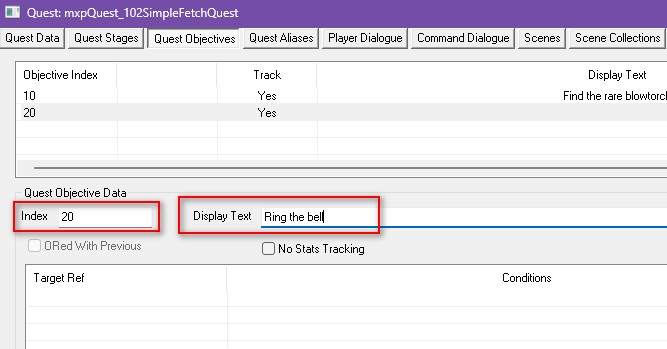 Quest: mxpQuest_102SimpleFetchQuest
Quest Data Quest Stages Quest Objectives Quest Aliases Player Dialogue Command Dialogue Scenes Scene Collections
Objective Index Track Display Text
10 Yes Find the rare blowtorch
20 Yes
Quest Objective Data
Index 20 Display Text Ring the bell
ORed With Previous No Stats Tracking
Target Ref Conditions